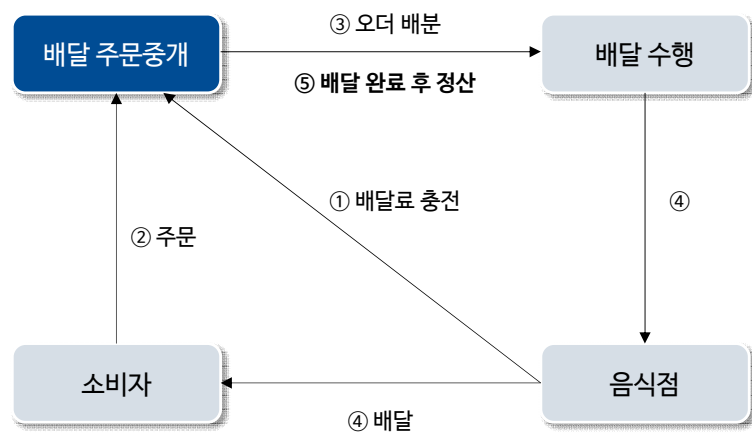 ③ 오더 배분
배달 주문중개
배달 수행
⑤ 배달 완료 후 정산
① 배달료 충전
④
② 주문
소비자
음식점
④ 배달